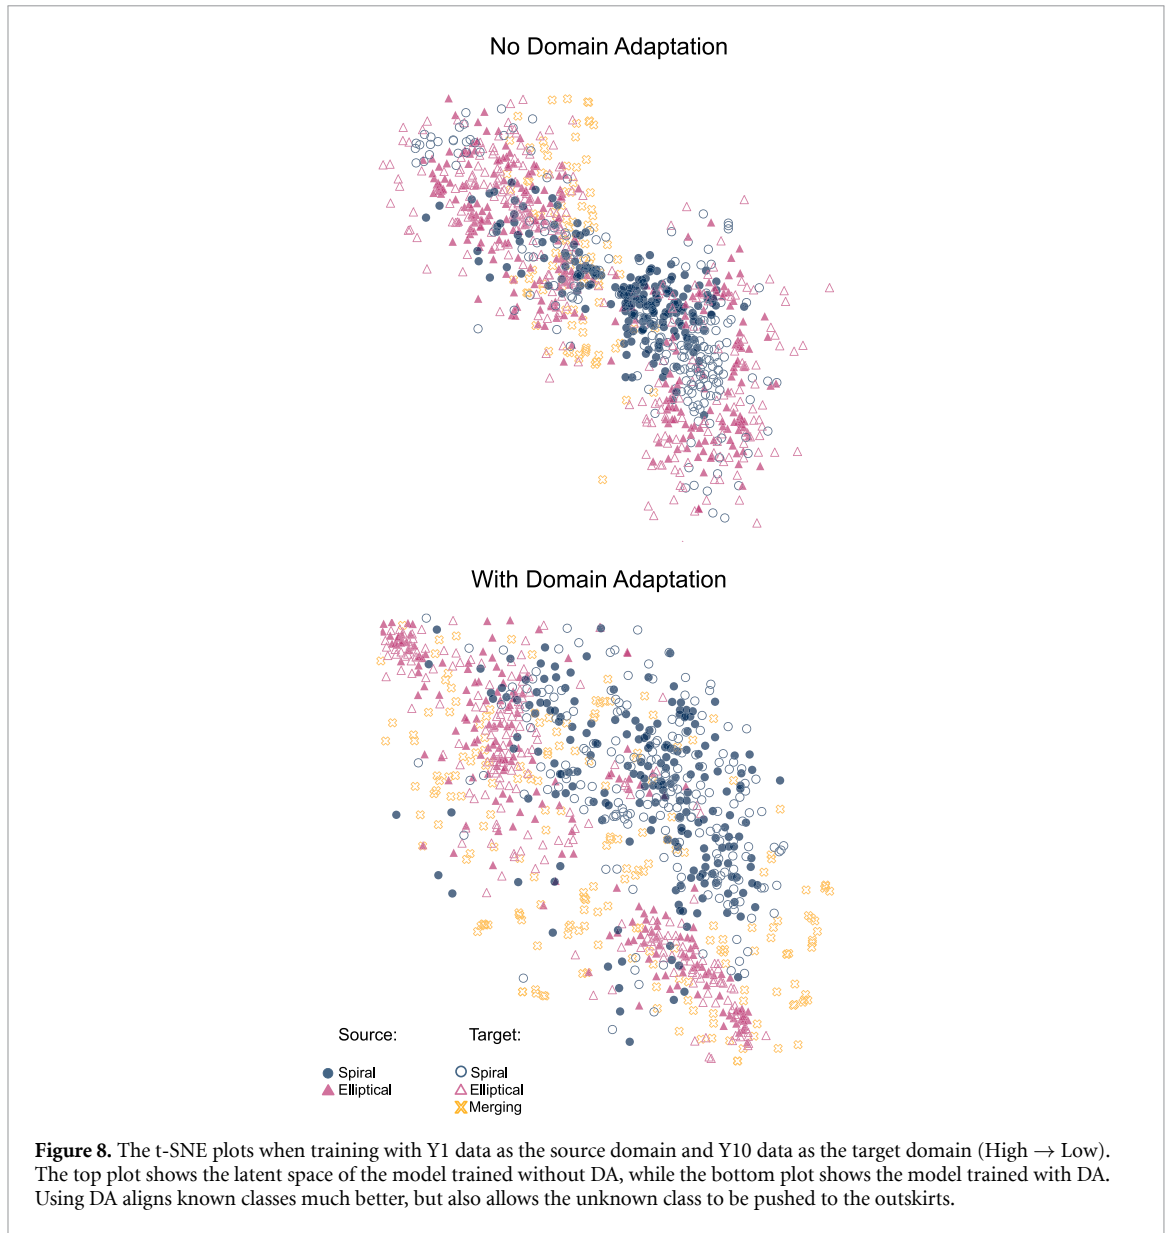 No Domain Adaptation
With Domain Adaptation
Source:
Target:
Spiral
Spiral
Elliptical
Elliptical
Merging
Figure 8. The t-SNE plots when training with Y1 data as the source domain and Y10 data as the target domain (High → Low).
The top plot shows the latent space of the model trained without DA, while the bottom plot shows the model trained with DA.
Using DA aligns known classes much better, but also allows the unknown class to be pushed to the outskirts.